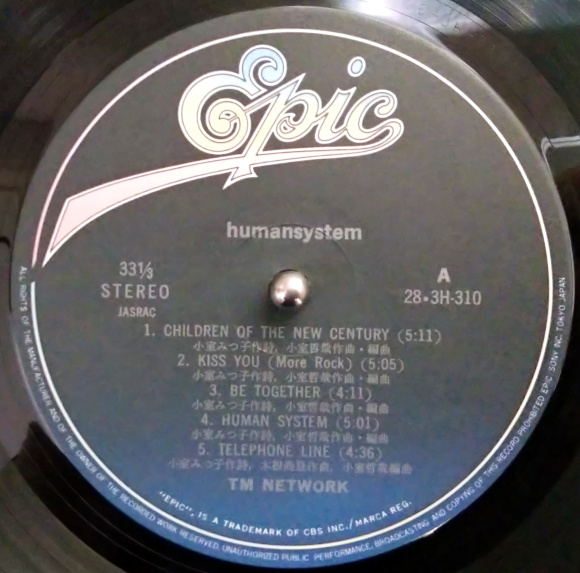 Epic
humansystem
33⅓
STEREO
JASRAC
A
28・3H-310
1. CHILDREN OF THE NEW CENTURY (5:11)
小室みつ子作詩, 小室哲哉作曲・編曲
2. KISS YOU (More Rock) (5:05)
小室みつ子作詩, 小室哲哉作曲・編曲
3. BE TOGETHER (4:11)
小室みつ子作詩, 小室哲哉作曲・編曲
4. HUMAN SYSTEM (5:01)
小室みつ子作詩, 小室哲哉作曲・編曲
5. TELEPHONE LINE (4:36)
小室みつ子作詩, 木根尚登作曲, 小室哲哉編曲
TM NETWORK
"EPIC", IS A TRADEMARK OF CBS INC./MARCA REG.
ALL RIGHTS OF THE MANUFACTURER AND OF THE OWNER OF THE RECORDED WORK RESERVED. UNAUTHORIZED PUBLIC PERFORMANCE, BROADCASTING AND COPYING OF THIS RECORD PROHIBITED EPIC SONY INC. TOKYO JAPAN